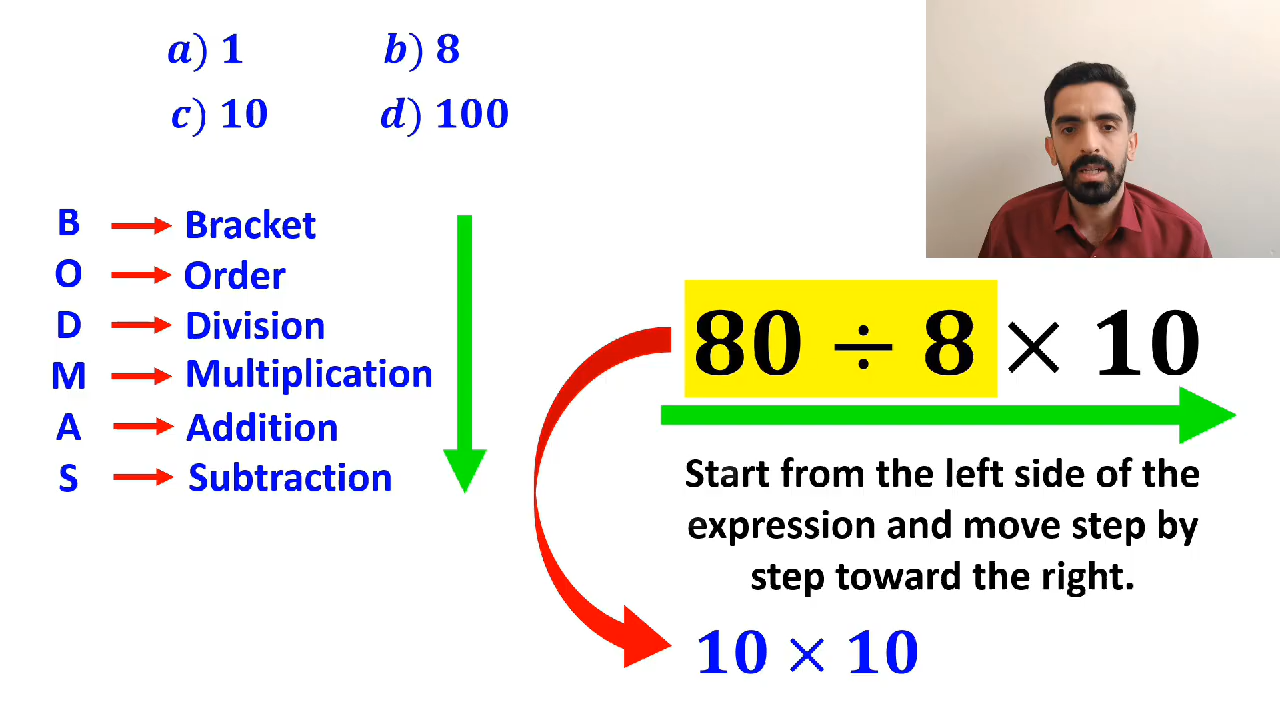 a) 1 b) 8
c) 10 d) 100
B → Bracket
O → Order
D → Division
M → Multiplication
A → Addition
S → Subtraction
80 ÷ 8 × 10
Start from the left side of the
expression and move step by
step toward the right.
10 × 10